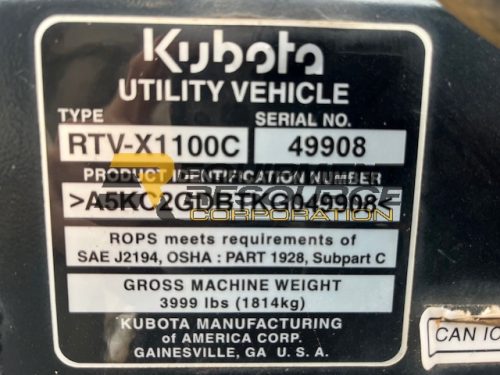 Kubota
UTILITY VEHICLE
TYPE SERIAL NO.
RTV-X1100C 49908
PRODUCT IDENTIFICATION NUMBER
>A5KC2GDBTKG049908<
RESOURCE
CORPORATION
ROPS meets requirements of
SAE J2194, OSHA : PART 1928, Subpart C
GROSS MACHINE WEIGHT
3999 lbs (1814kg)
KUBOTA MANUFACTURING
of AMERICA CORP.
GAINESVILLE, GA U. S. A.
CAN IC